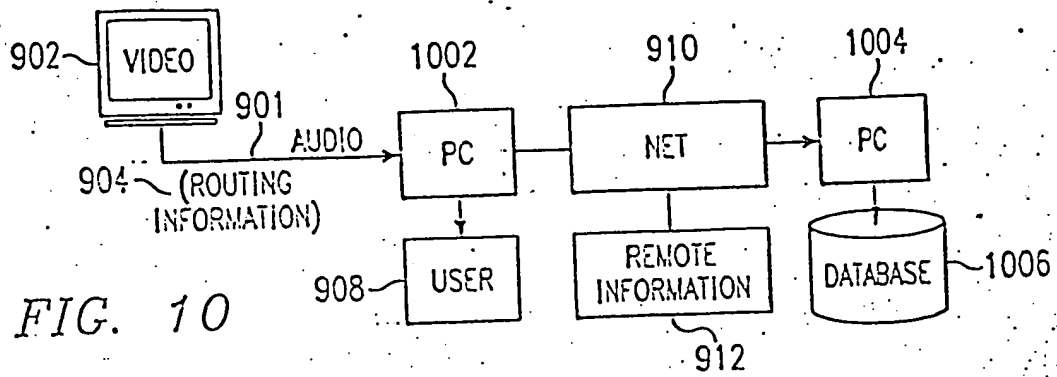 902
VIDEO
901
AUDIO
904
(ROUTING
INFORMATION)
1002
PC
USER
908
910
NET
REMOTE
INFORMATION
912
1004
PC
DATABASE
1006
FIG. 10